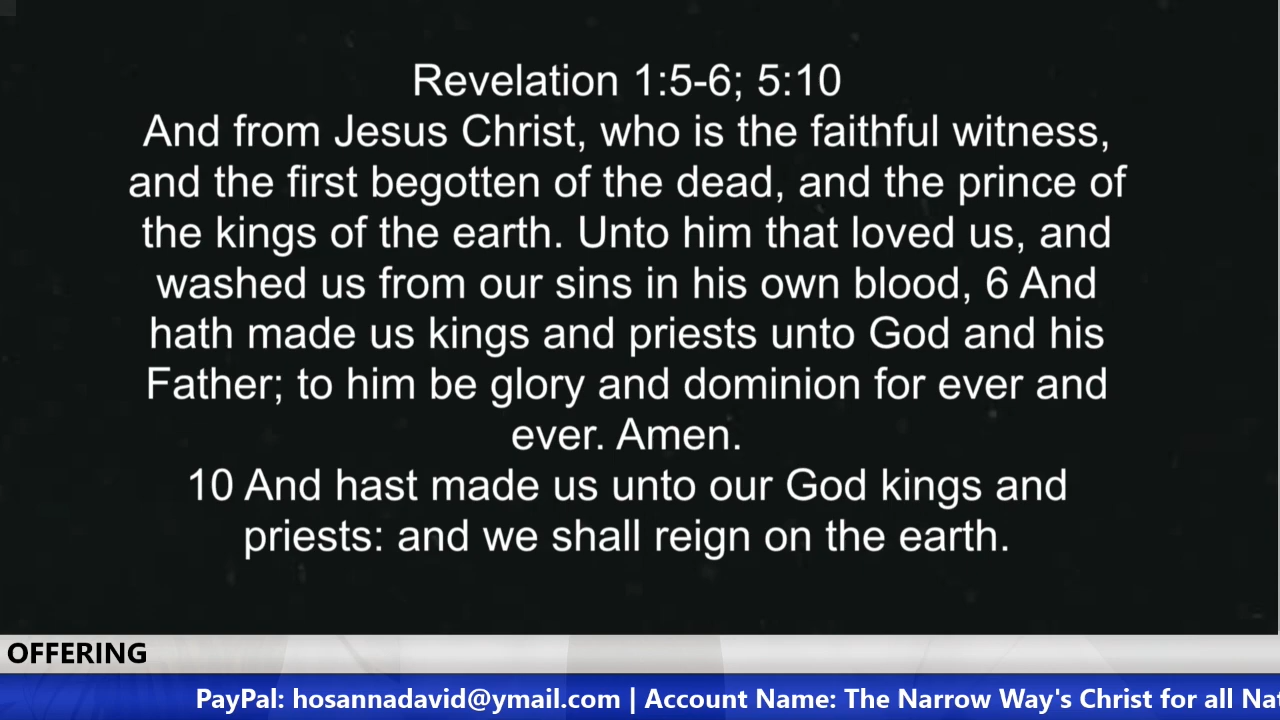 Revelation 1:5-6; 5:10
And from Jesus Christ, who is the faithful witness,
and the first begotten of the dead, and the prince of
the kings of the earth. Unto him that loved us, and
washed us from our sins in his own blood, 6 And
hath made us kings and priests unto God and his
Father; to him be glory and dominion for ever and
ever. Amen.
10 And hast made us unto our God kings and
priests: and we shall reign on the earth.
OFFERING
PayPal: hosannadavid@ymail.com | Account Name: The Narrow Way's Christ for all Na